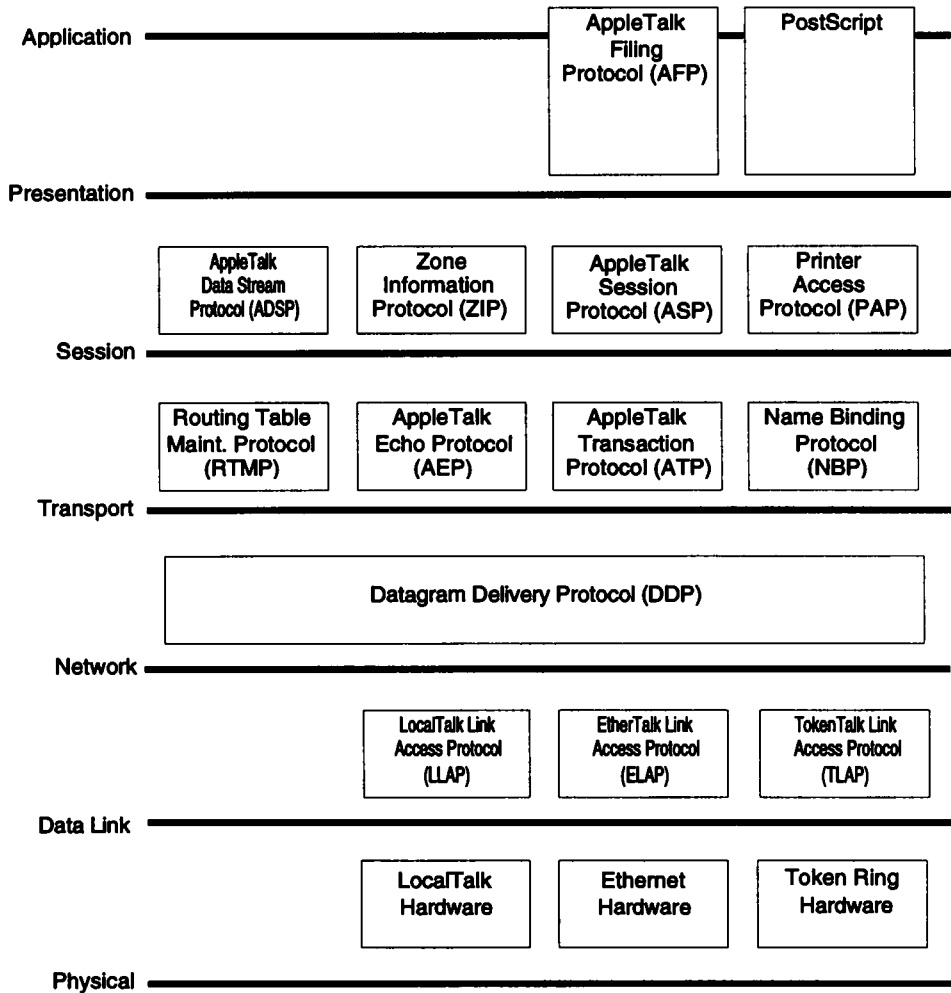 Application
AppleTalk
Filing
Protocol (AFP)
PostScript
Presentation
AppleTalk
Data Stream
Protocol (ADSP)
Zone
Information
Protocol (ZIP)
AppleTalk
Session
Protocol (ASP)
Printer
Access
Protocol (PAP)
Session
Routing Table
Maint. Protocol
(RTMP)
AppleTalk
Echo Protocol
(AEP)
AppleTalk
Transaction
Protocol (ATP)
Name Binding
Protocol
(NBP)
Transport
Datagram Delivery Protocol (DDP)
Network
LocalTalk Link
Access Protocol
(LLAP)
EtherTalk Link
Access Protocol
(ELAP)
TokenTalk Link
Access Protocol
(TLAP)
Data Link
LocalTalk
Hardware
Ethernet
Hardware
Token Ring
Hardware
Physical